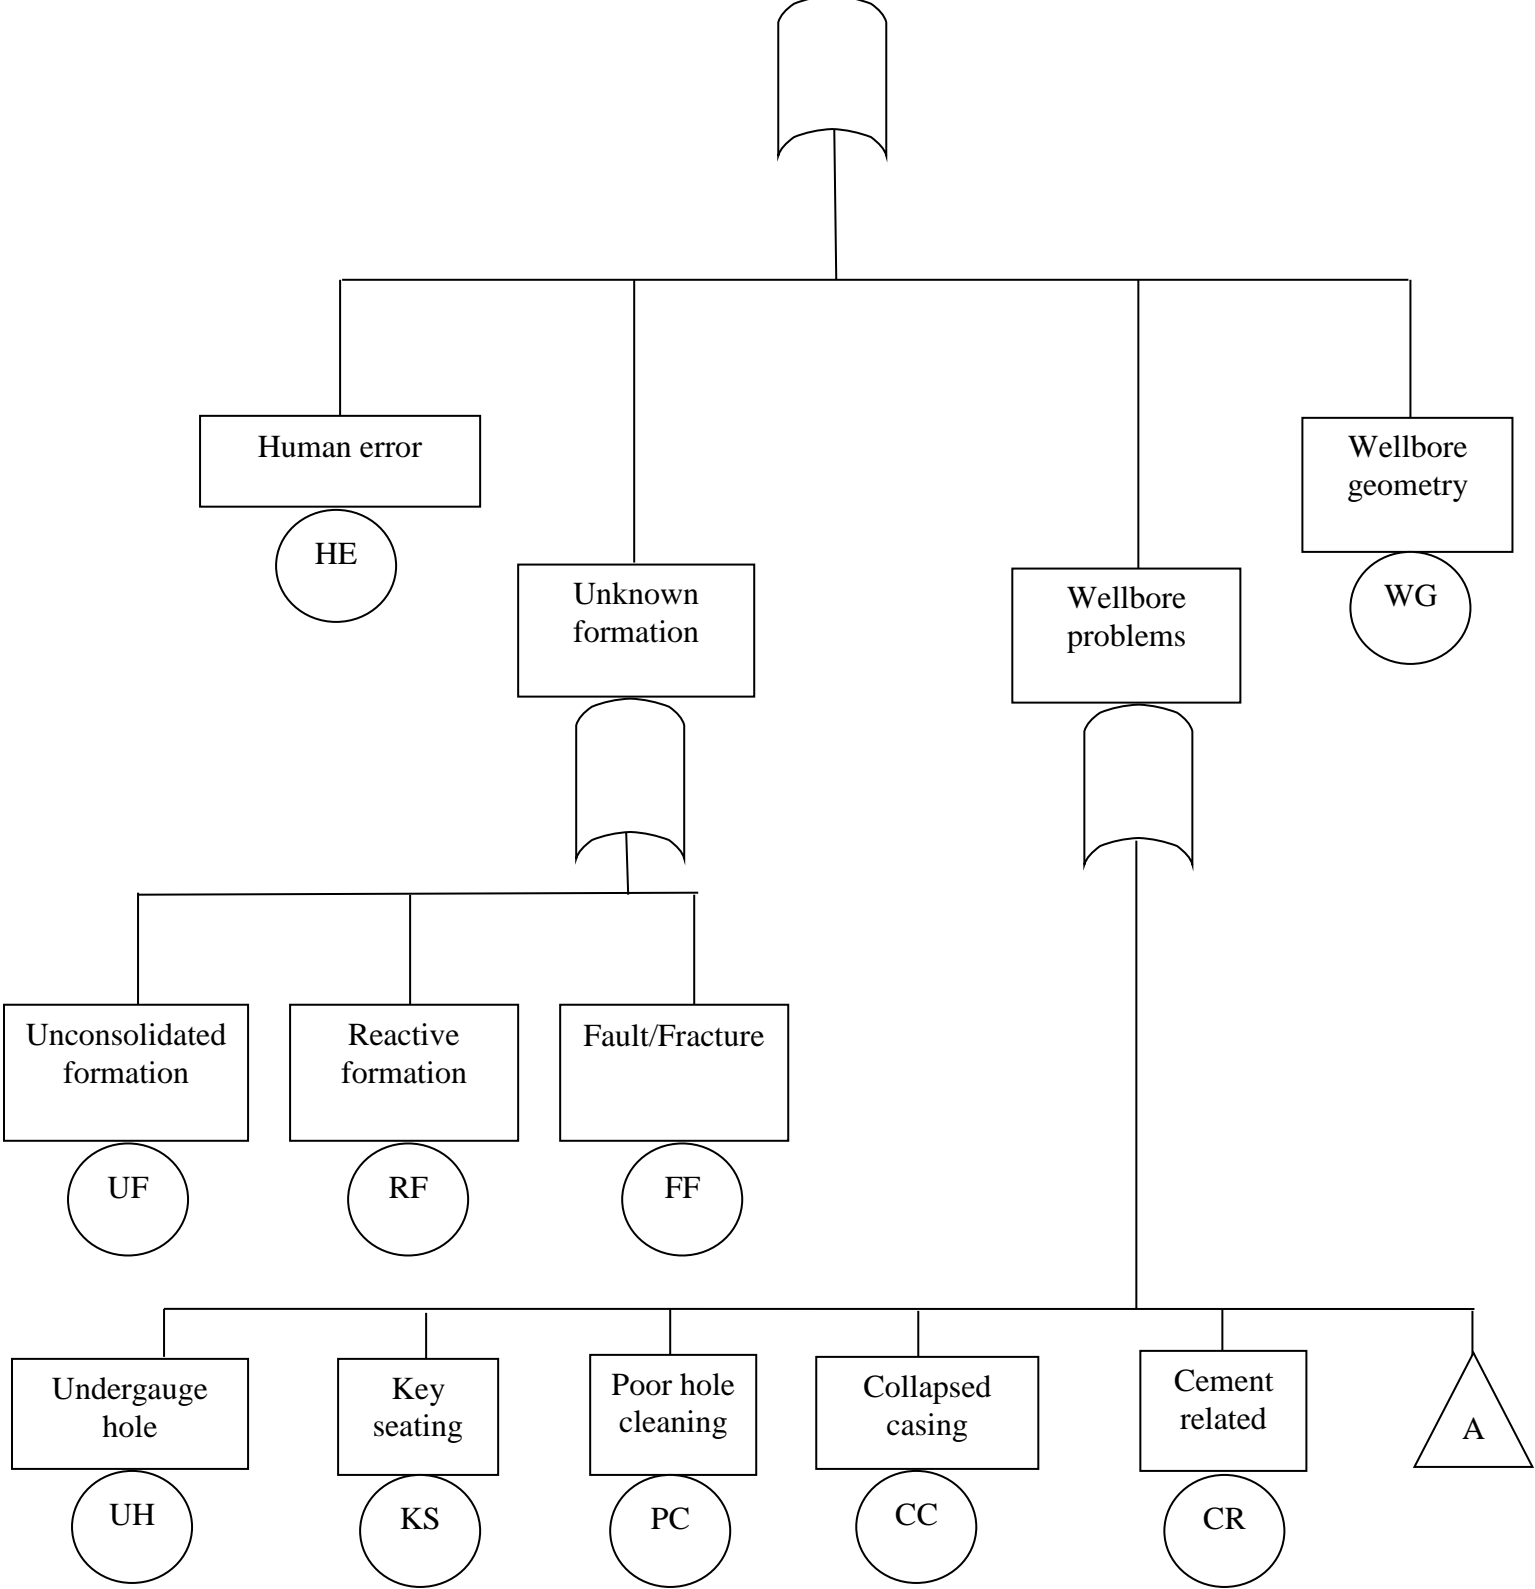 Human error
HE
Unknown
formation
Wellbore
problems
Wellbore
geometry
WG
Unconsolidated
formation
Reactive
formation
Fault/Fracture
UF
RF
FF
Undergauge
hole
Key
seating
Poor hole
cleaning
Collapsed
casing
Cement
related
A
UH
KS
PC
CC
CR